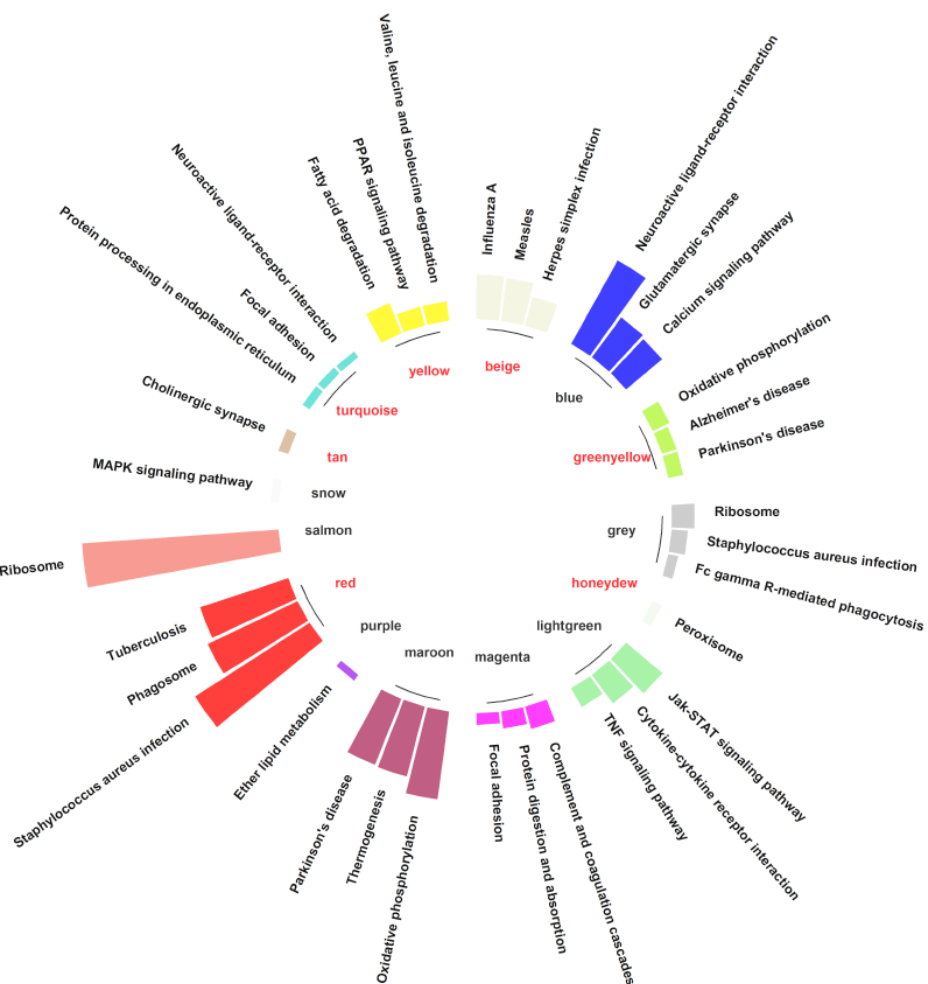 Influenza A
Measles
Herpes simplex infection
beige
Neuroactive ligand-receptor interaction
Glutamatergic synapse
Calcium signaling pathway
blue
Oxidative phosphorylation
Alzheimer's disease
Parkinson's disease
greenyellow
Ribosome
Staphylococcus aureus infection
Fc gamma R-mediated phagocytosis
grey
Peroxisome
honeydew
Jak-STAT signaling pathway
Cytokine-cytokine receptor interaction
TNF signaling pathway
lightgreen
Complement and coagulation cascades
Protein digestion and absorption
Focal adhesion
magenta
Oxidative phosphorylation
Thermogenesis
Parkinson's disease
maroon
Ether lipid metabolism
purple
Staphylococcus aureus infection
Phagosome
Tuberculosis
red
Ribosome
salmon
MAPK signaling pathway
snow
Cholinergic synapse
tan
Protein processing in endoplasmic reticulum
Focal adhesion
Neuroactive ligand-receptor interaction
turquoise
Fatty acid degradation
PPAR signaling pathway
Valine, leucine and isoleucine degradation
yellow